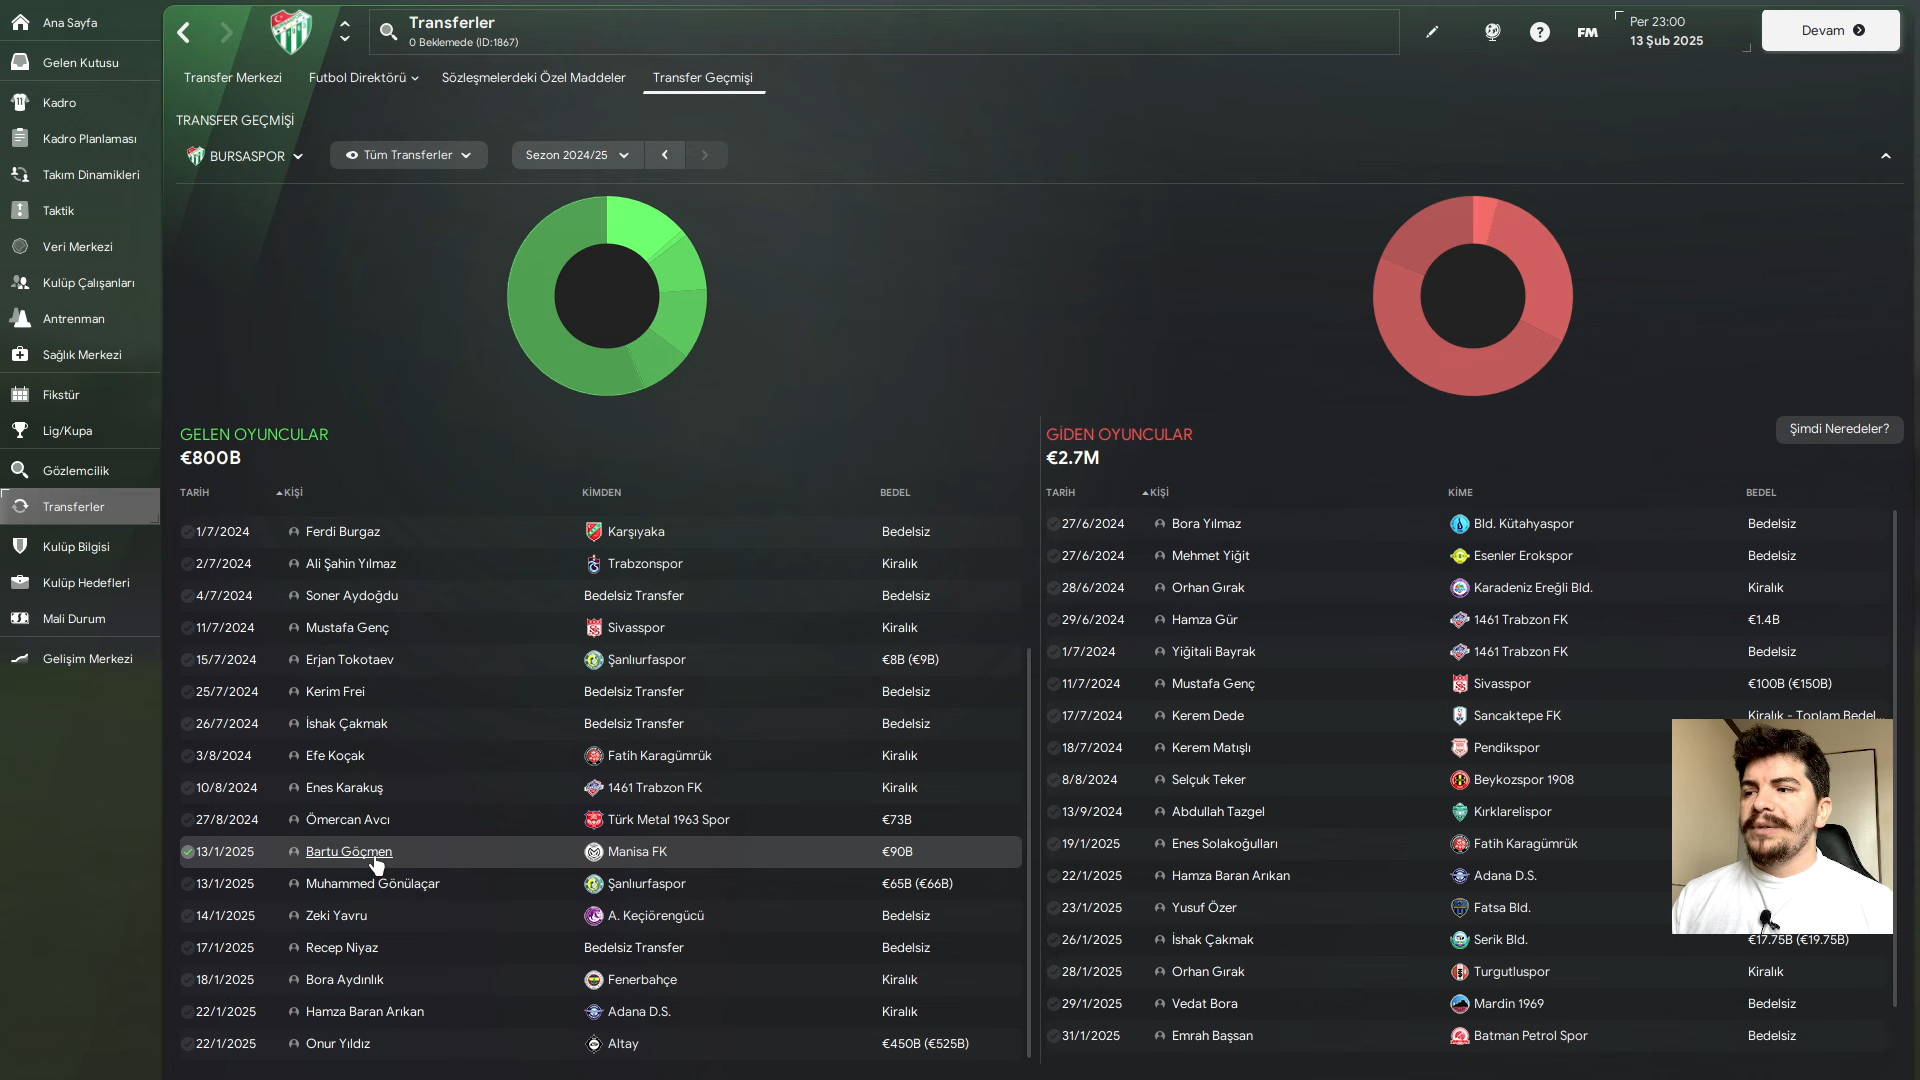 Ana Sayfa
Gelen Kutusu
Kadro
Kadro Planlaması
Takım Dinamikleri
Taktik
Veri Merkezi
Kulüp Çalışanları
Antrenman
Sağlık Merkezi
Fikstür
Lig/Kupa
Gözlemcilik
Transferler
Kulüp Bilgisi
Kulüp Hedefleri
Mali Durum
Gelişim Merkezi
Transferler
0 Beklemede (ID:1867)
FM
Per 23:00
13 Şub 2025
Devam
Transfer Merkezi Futbol Direktörü Sözleşmelerdeki Özel Maddeler Transfer Geçmişi
TRANSFER GEÇMİŞİ
BURSASPOR Tüm Transferler Sezon 2024/25
GELEN OYUNCULAR
€800B
TARİH KİŞİ KİMDEN BEDEL
1/7/2024 Ferdi Burgaz Karşıyaka Bedelsiz
2/7/2024 Ali Şahin Yılmaz Trabzonspor Kiralık
4/7/2024 Soner Aydoğdu Bedelsiz Transfer Bedelsiz
11/7/2024 Mustafa Genç Sivasspor Kiralık
15/7/2024 Erjan Tokotaev Şanlıurfaspor €8B (€9B)
25/7/2024 Kerim Frei Bedelsiz Transfer Bedelsiz
26/7/2024 İshak Çakmak Bedelsiz Transfer Bedelsiz
3/8/2024 Efe Koçak Fatih Karagümrük Kiralık
10/8/2024 Enes Karakuş 1461 Trabzon FK Kiralık
27/8/2024 Ömercan Avcı Türk Metal 1963 Spor €73B
13/1/2025 Bartu Göçmen Manisa FK €90B
13/1/2025 Muhammed Gönülaçar Şanlıurfaspor €65B (€66B)
14/1/2025 Zeki Yavru A. Keçiörengücü Bedelsiz
17/1/2025 Recep Niyaz Bedelsiz Transfer Bedelsiz
18/1/2025 Bora Aydınlık Fenerbahçe Kiralık
22/1/2025 Hamza Baran Arıkan Adana D.S. Kiralık
22/1/2025 Onur Yıldız Altay €450B (€525B)
GİDEN OYUNCULAR
€2.7M
Şimdi Neredeler?
TARİH KİŞİ KİME BEDEL
27/6/2024 Bora Yılmaz Bld. Kütahyaspor Bedelsiz
27/6/2024 Mehmet Yiğit Esenler Erokspor Bedelsiz
28/6/2024 Orhan Gırak Karadeniz Ereğli Bld. Kiralık
29/6/2024 Hamza Gür 1461 Trabzon FK €1.4B
1/7/2024 Yiğitali Bayrak 1461 Trabzon FK Bedelsiz
11/7/2024 Mustafa Genç Sivasspor €100B (€150B)
17/7/2024 Kerem Dede Sancaktepe FK Kiralık - Toplam Bedel...
18/7/2024 Kerem Matışlı Pendikspor
8/8/2024 Selçuk Teker Beykozspor 1908
13/9/2024 Abdullah Tazgel Kırklarelispor
19/1/2025 Enes Solakoğulları Fatih Karagümrük
22/1/2025 Hamza Baran Arıkan Adana D.S.
23/1/2025 Yusuf Özer Fatsa Bld.
26/1/2025 İshak Çakmak Serik Bld. €17.75B (€19.75B)
28/1/2025 Orhan Gırak Turgutluspor Kiralık
29/1/2025 Vedat Bora Mardin 1969 Bedelsiz
31/1/2025 Emrah Başsan Batman Petrol Spor Bedelsiz